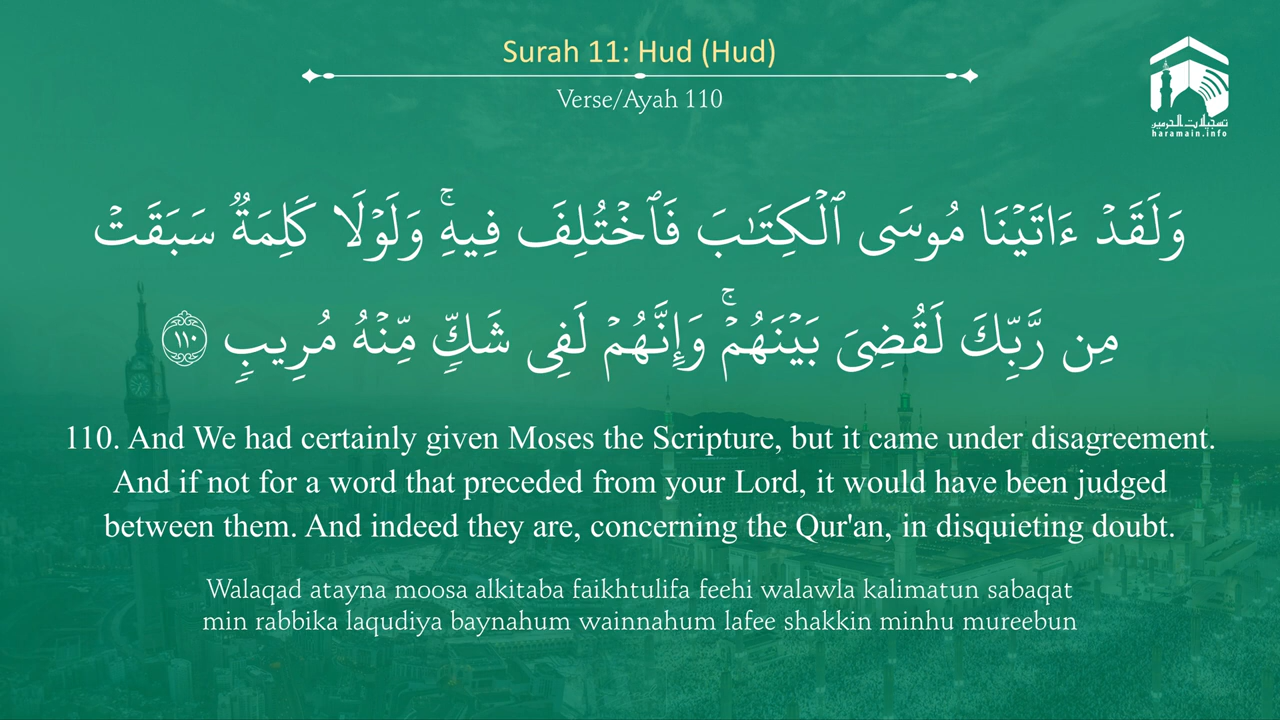 Surah 11: Hud (Hud)
Verse/Ayah 110
تسجيلات الحرمين
haramain.info
وَلَقَدْ ءَاتَيْنَا مُوسَى ٱلْكِتَـٰبَ فَٱخْتُلِفَ فِيهِ ۚ وَلَوْلَا كَلِمَةٌ سَبَقَتْ
مِن رَّبِّكَ لَقُضِىَ بَيْنَهُمْ ۚ وَإِنَّهُمْ لَفِى شَكٍّ مِّنْهُ مُرِيبٍ ١١٠
110. And We had certainly given Moses the Scripture, but it came under disagreement.
And if not for a word that preceded from your Lord, it would have been judged
between them. And indeed they are, concerning the Qur'an, in disquieting doubt.
Walaqad atayna moosa alkitaba faikhtulifa feehi walawla kalimatun sabaqat
min rabbika laqudiya baynahum wainnahum lafee shakkin minhu mureebun